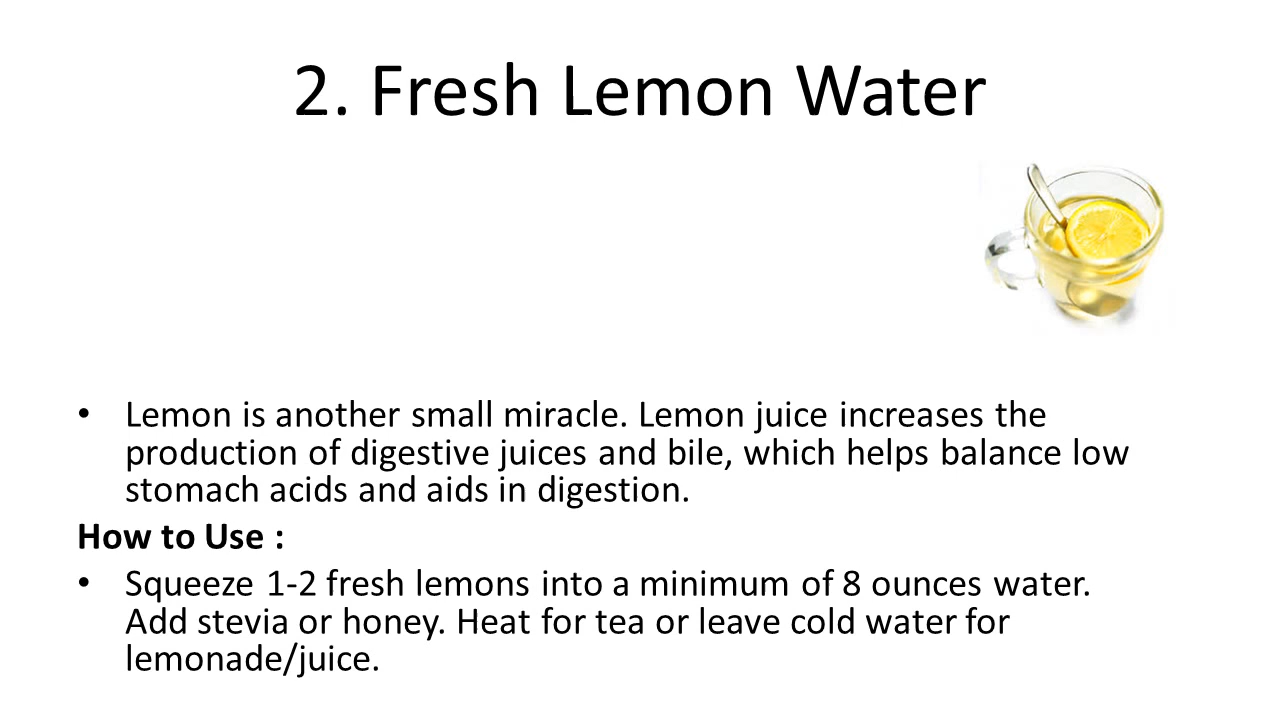 2. Fresh Lemon Water
• Lemon is another small miracle. Lemon juice increases the
production of digestive juices and bile, which helps balance low
stomach acids and aids in digestion.
How to Use :
• Squeeze 1-2 fresh lemons into a minimum of 8 ounces water.
Add stevia or honey. Heat for tea or leave cold water for
lemonade/juice.